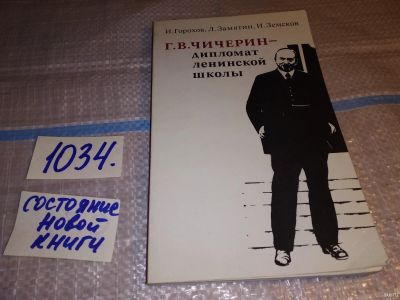 И. Горохов, Л. Замятин, И. Земсков
Г. В. ЧИЧЕРИН—
дипломат
ленинской
школы
1034.
состояние
новой
книги